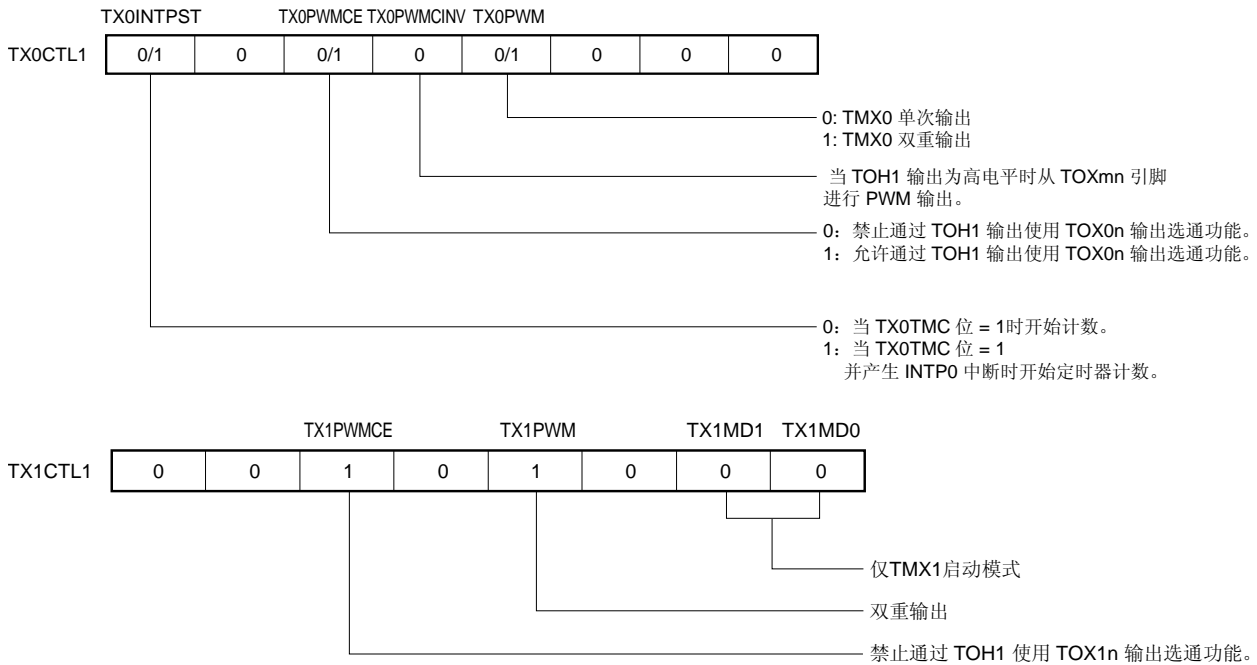 TX0INTPST TX0PWMCE TX0PWMCINV TX0PWM
TX0CTL1 0/1 0 0/1 0 0/1 0 0 0
0: TMX0 单次输出
1: TMX0 双重输出
当 TOH1 输出为高电平时从 TOXmn 引脚
进行 PWM 输出。
0：禁止通过 TOH1 输出使用 TOX0n 输出选通功能。
1：允许通过 TOH1 输出使用 TOX0n 输出选通功能。
0：当 TX0TMC 位 = 1时开始计数。
1：当 TX0TMC 位 = 1
并产生 INTP0 中断时开始定时器计数。
TX1PWMCE TX1PWM TX1MD1 TX1MD0
TX1CTL1 0 0 1 0 1 0 0 0
仅TMX1启动模式
双重输出
禁止通过 TOH1 使用 TOX1n 输出选通功能。